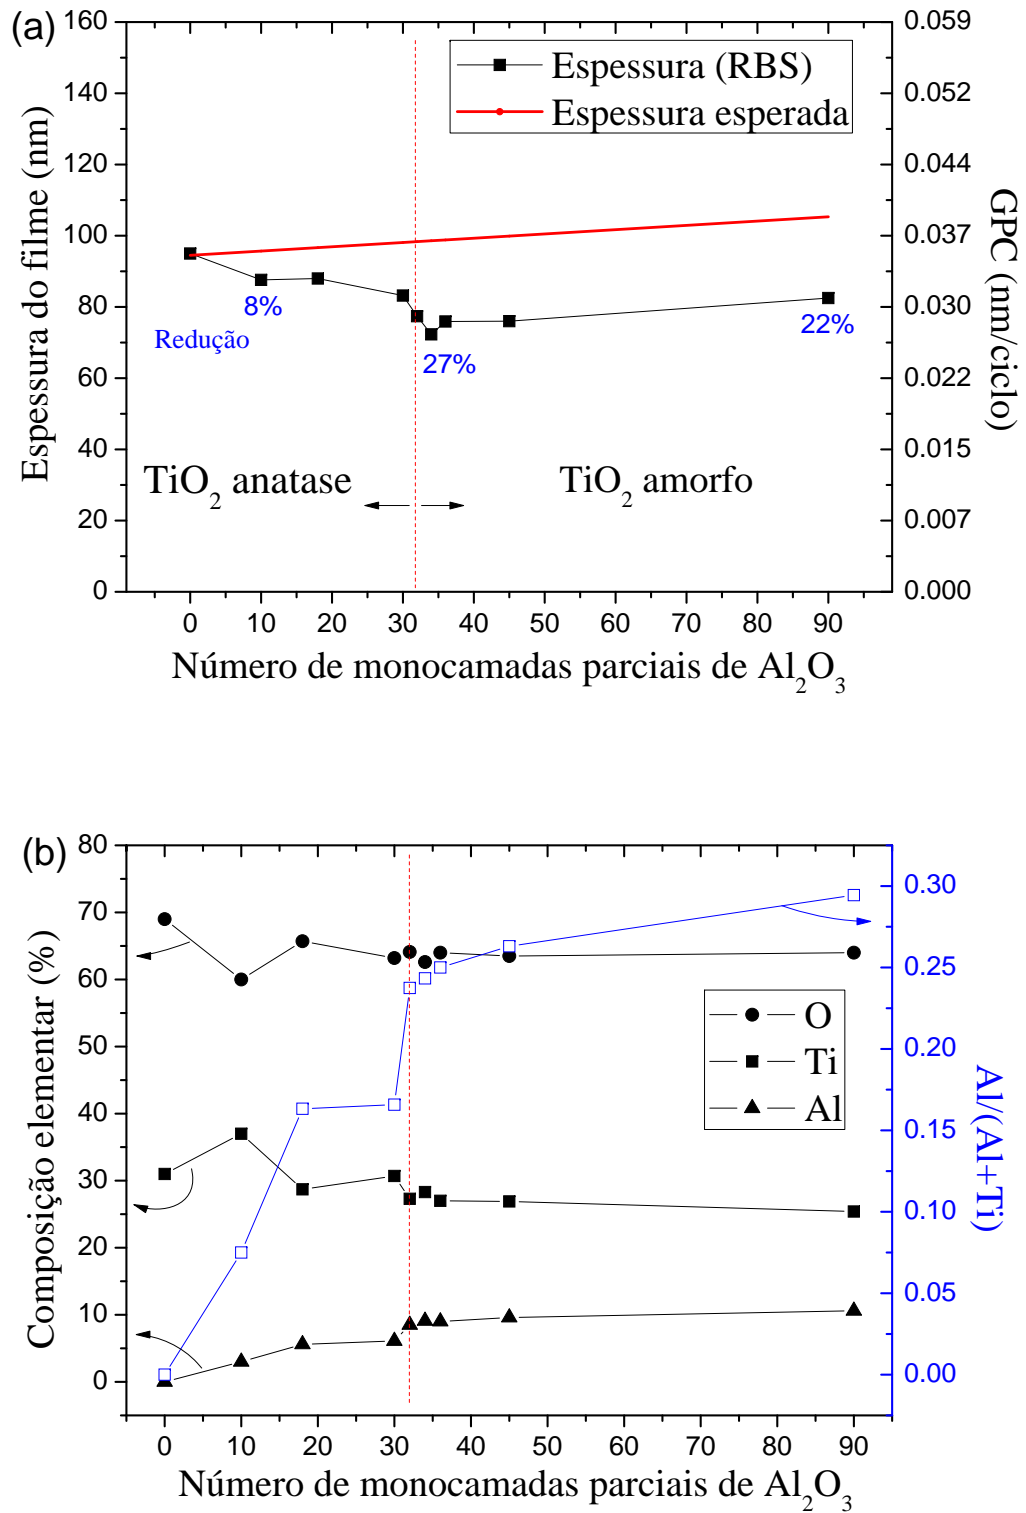 (a)
160
140
120
100
80
60
40
20
0
Espessura do filme (nm)
0.059
0.052
0.044
0.037
0.030
0.022
0.015
0.007
0.000
GPC (nm/ciclo)
Espessura (RBS)
Espessura esperada
8%
Redução
27%
22%
TiO2 anatase
TiO2 amorfo
0 10 20 30 40 50 60 70 80 90
Número de monocamadas parciais de Al2O3
(b)
80
70
60
50
40
30
20
10
0
Composição elementar (%)
0.30
0.25
0.20
0.15
0.10
0.05
0.00
Al/(Al+Ti)
O
Ti
Al
0 10 20 30 40 50 60 70 80 90
Número de monocamadas parciais de Al2O3